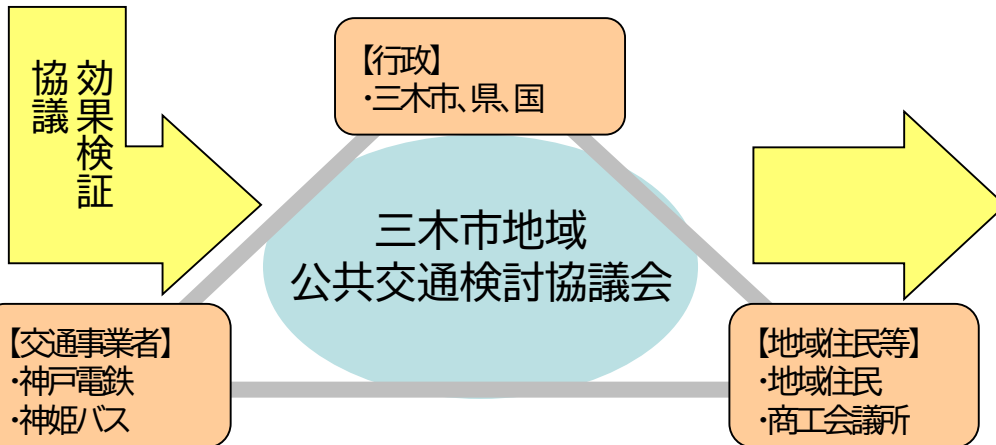 効果検証
協議
【行政】
・三木市、県、国
三木市地域
公共交通検討協議会
【交通事業者】
・神戸電鉄
・神姫バス
【地域住民等】
・地域住民
・商工会議所